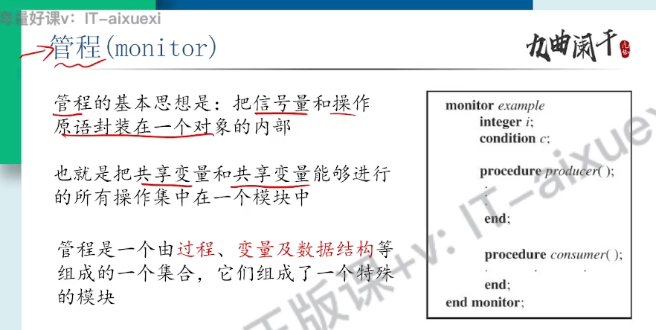 尊量好课v: IT-aixuexi
管程(monitor)
九曲阑干
管程的基本思想是：把信号量和操作
原语封装在一个对象的内部
也就是把共享变量和共享变量能够进行
的所有操作集中在一个模块中
管程是一个由过程、变量及数据结构等
组成的一个集合，它们组成了一个特殊
的模块
monitor example
integer i;
condition c;
procedure producer( );
.
.
end;
procedure consumer( );
. . .
end;
end monitor;
正版课+v: IT-aixuexi